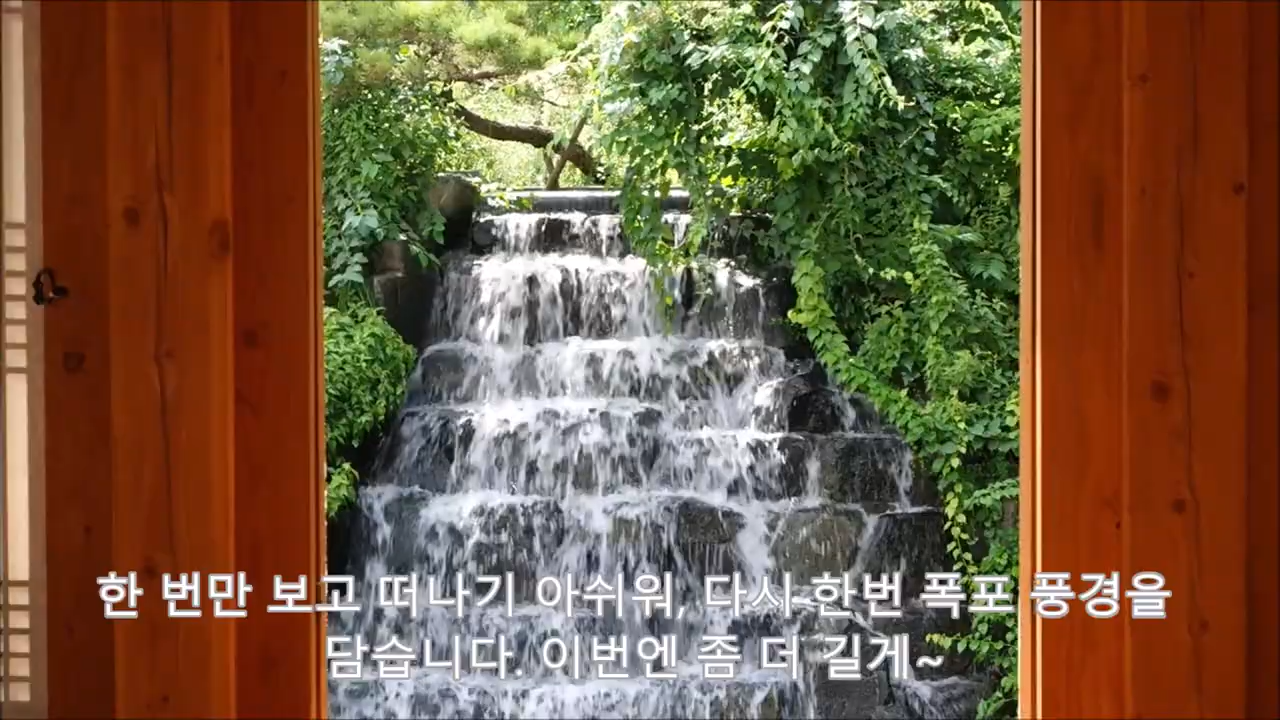 한 번만 보고 떠나기 아쉬워, 다시 한번 폭포 풍경을
담습니다. 이번엔 좀 더 길게~